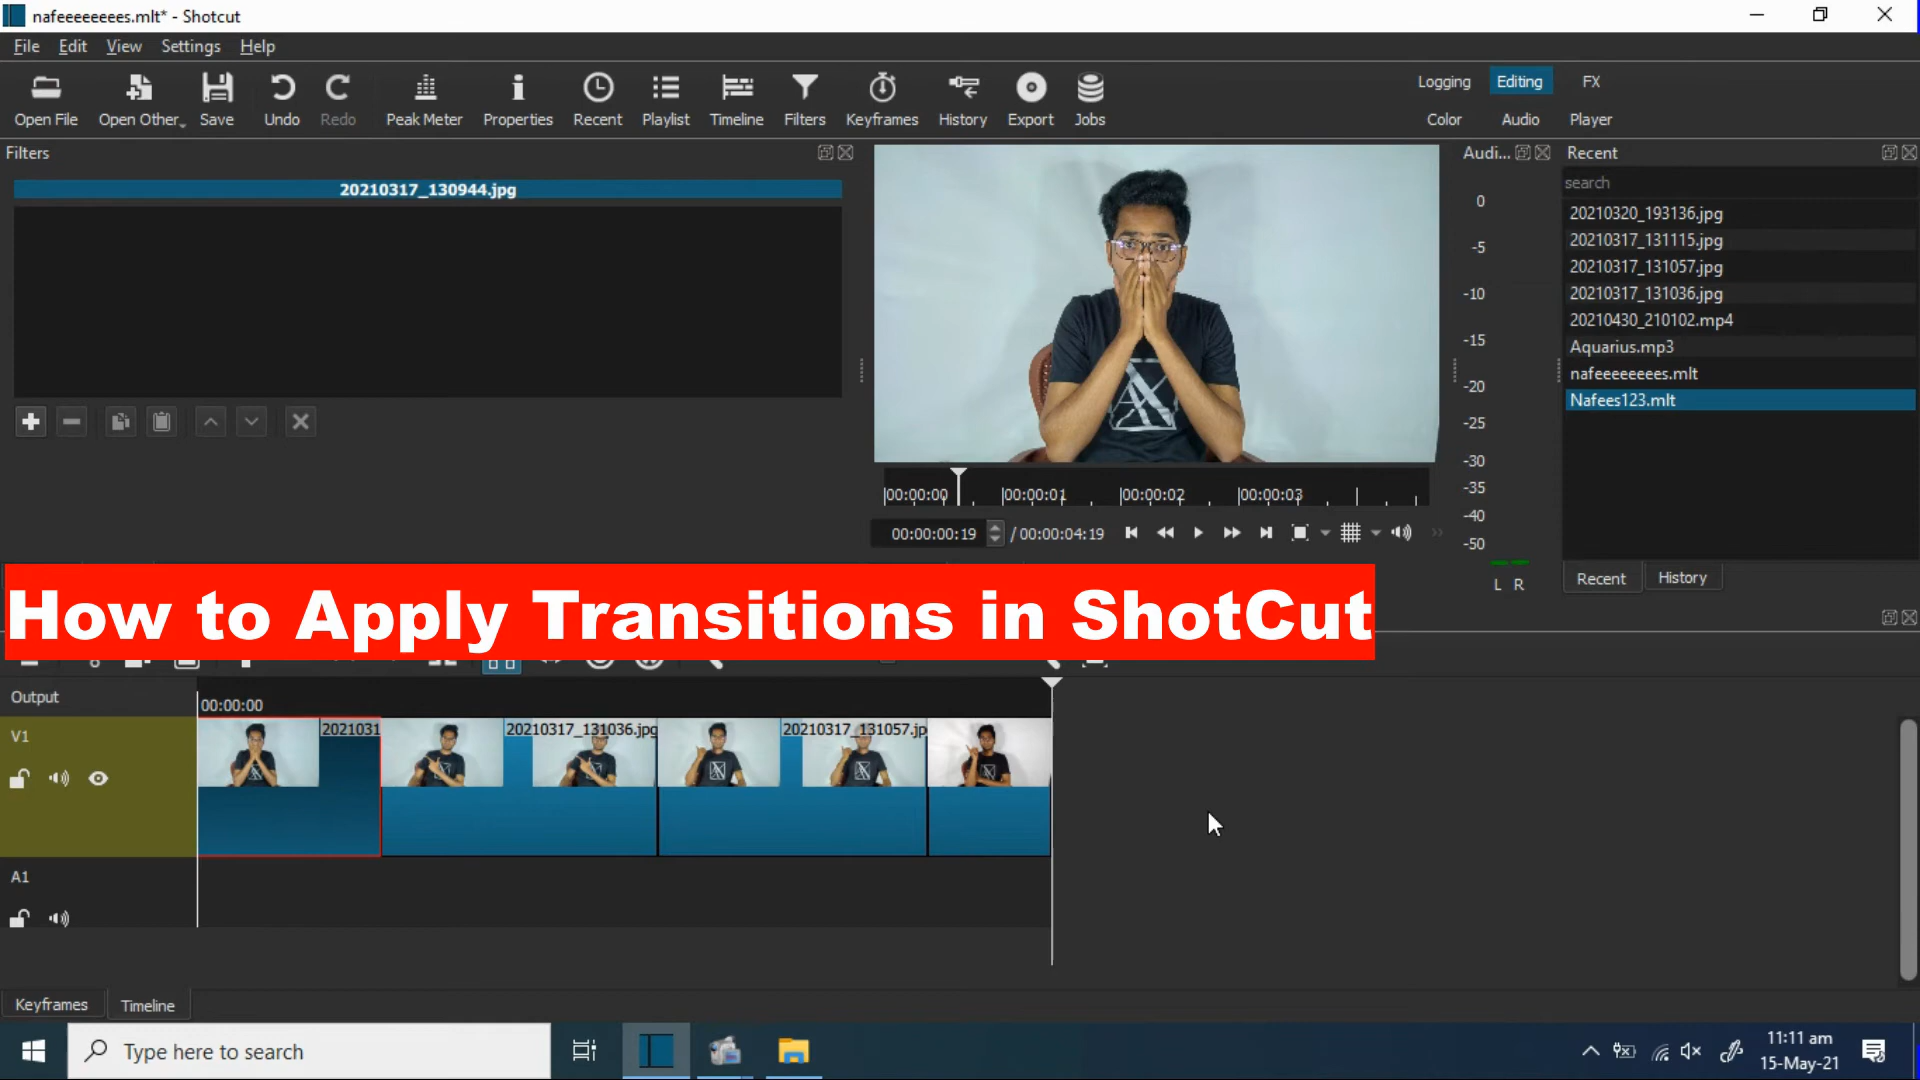 nafeeeeeeees.mlt* - Shotcut
File Edit View Settings Help
Open File Open Other Save Undo Redo Peak Meter Properties Recent Playlist Timeline Filters Keyframes History Export Jobs
Logging Editing FX
Color Audio Player
Filters
20210317_130944.jpg
Audi...
0
-5
-10
-15
-20
-25
-30
-35
-40
-50
L R
Recent
search
20210320_193136.jpg
20210317_131115.jpg
20210317_131057.jpg
20210317_131036.jpg
20210430_210102.mp4
Aquarius.mp3
nafeeeeeeees.mlt
Nafees123.mlt
Recent History
00:00:00 00:00:01 00:00:02 00:00:03
00:00:00:19 / 00:00:04:19
How to Apply Transitions in ShotCut
Output
00:00:00
V1
2021031 20210317_131036.jpg 20210317_131057.jp
A1
Keyframes Timeline
Type here to search
11:11 am
15-May-21